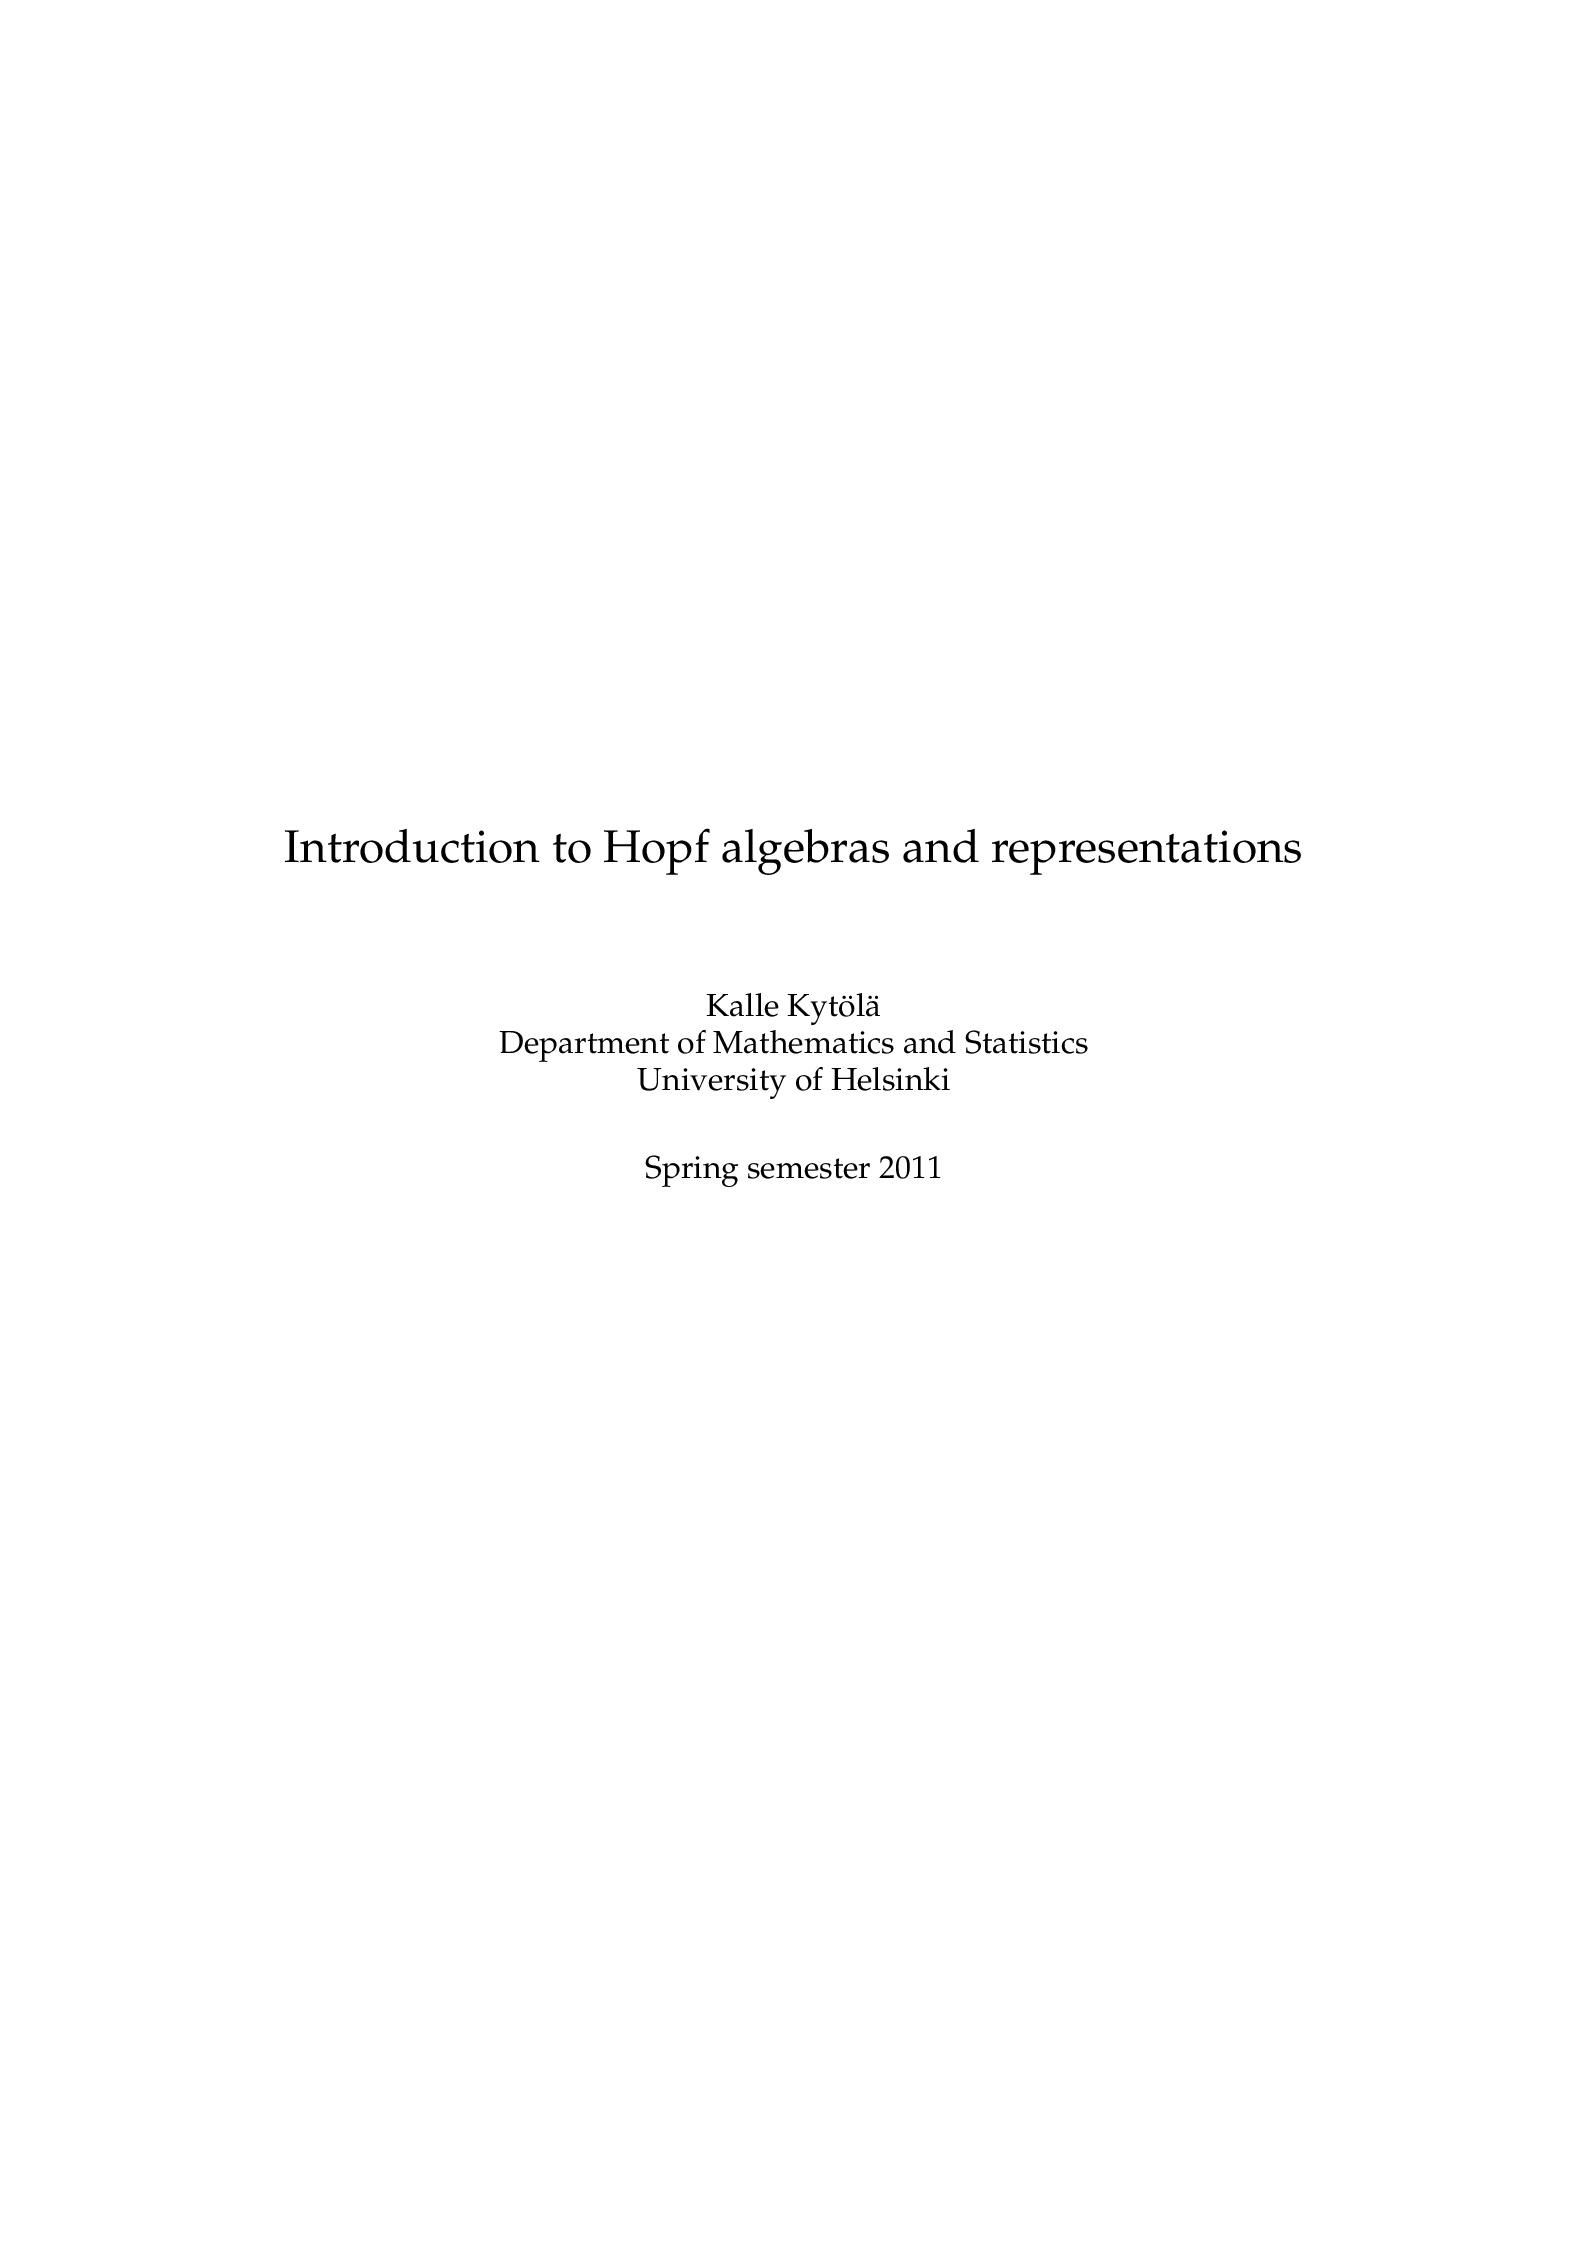 Introduction to Hopf algebras and representations
Kalle Kytölä
Department of Mathematics and Statistics
University of Helsinki
Spring semester 2011